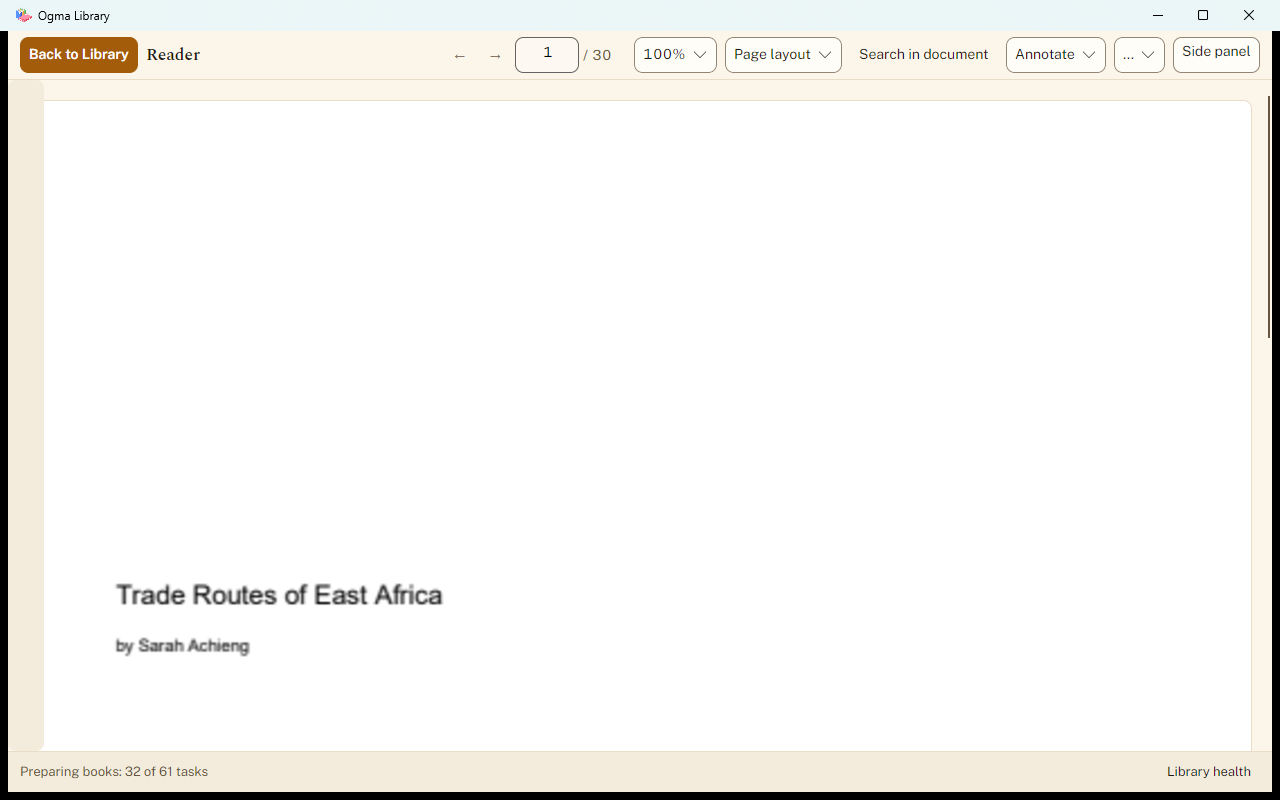 Ogma Library
Back to Library Reader ← → 1 / 30 100% Page layout Search in document Annotate ... Side panel
Trade Routes of East Africa
by Sarah Achieng
Preparing books: 32 of 61 tasks Library health